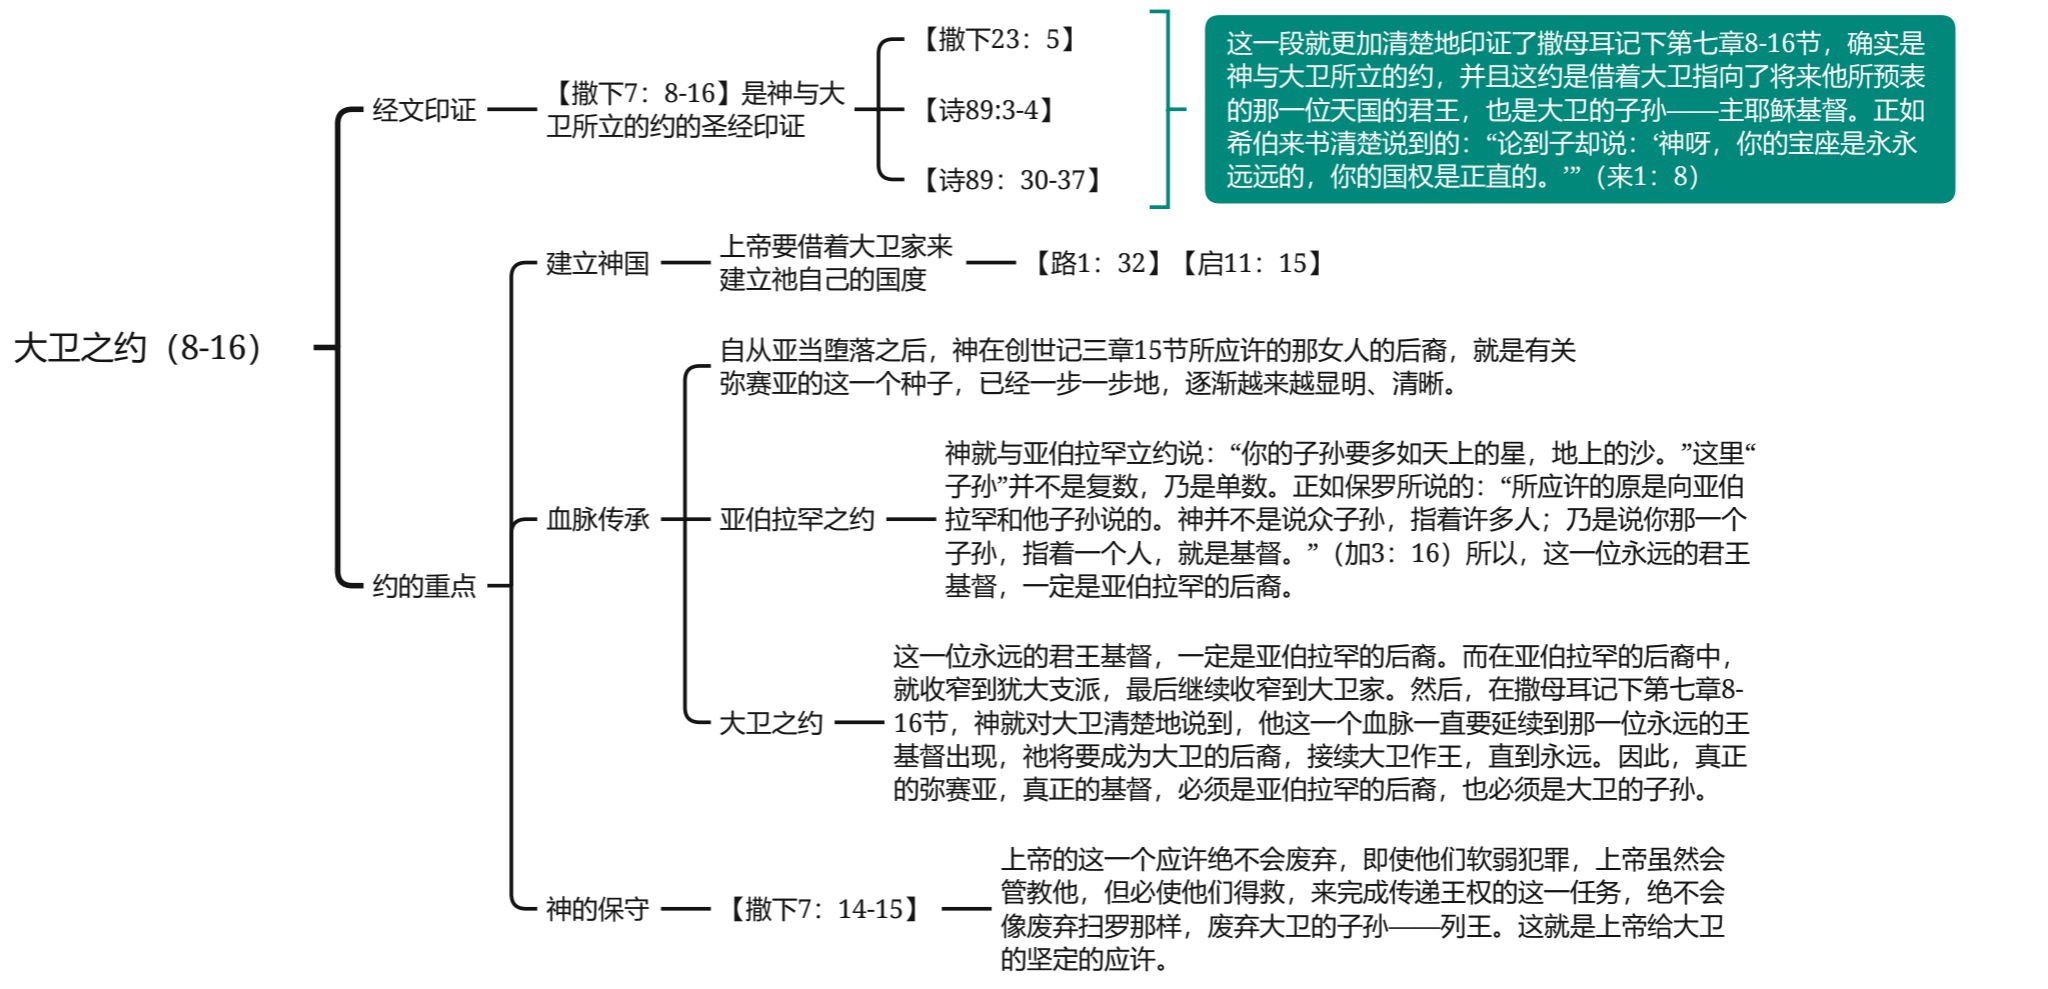 大卫之约（8-16）
经文印证
【撒下7：8-16】是神与大
卫所立的约的圣经印证
【撒下23：5】
【诗89:3-4】
【诗89：30-37】
这一段就更加清楚地印证了撒母耳记下第七章8-16节，确实是
神与大卫所立的约，并且这约是借着大卫指向了将来他所预表
的那一位天国的君王，也是大卫的子孙——主耶稣基督。正如
希伯来书清楚说到的：“论到子却说：‘神呀，你的宝座是永永
远远的，你的国权是正直的。’”（来1：8）
约的重点
建立神国
上帝要借着大卫家来
建立祂自己的国度
【路1：32】【启11：15】
血脉传承
自从亚当堕落之后，神在创世记三章15节所应许的那女人的后裔，就是有关
弥赛亚的这一个种子，已经一步一步地，逐渐越来越显明、清晰。
亚伯拉罕之约
神就与亚伯拉罕立约说：“你的子孙要多如天上的星，地上的沙。”这里“
子孙”并不是复数，乃是单数。正如保罗所说的：“所应许的原是向亚伯
拉罕和他子孙说的。神并不是说众子孙，指着许多人；乃是说你那一个
子孙，指着一个人，就是基督。”（加3：16）所以，这一位永远的君王
基督，一定是亚伯拉罕的后裔。
大卫之约
这一位永远的君王基督，一定是亚伯拉罕的后裔。而在亚伯拉罕的后裔中，
就收窄到犹大支派，最后继续收窄到大卫家。然后，在撒母耳记下第七章8-
16节，神就对大卫清楚地说到，他这一个血脉一直要延续到那一位永远的王
基督出现，祂将要成为大卫的后裔，接续大卫作王，直到永远。因此，真正
的弥赛亚，真正的基督，必须是亚伯拉罕的后裔，也必须是大卫的子孙。
神的保守
【撒下7：14-15】
上帝的这一个应许绝不会废弃，即使他们软弱犯罪，上帝虽然会
管教他，但必使他们得救，来完成传递王权的这一任务，绝不会
像废弃扫罗那样，废弃大卫的子孙——列王。这就是上帝给大卫
的坚定的应许。